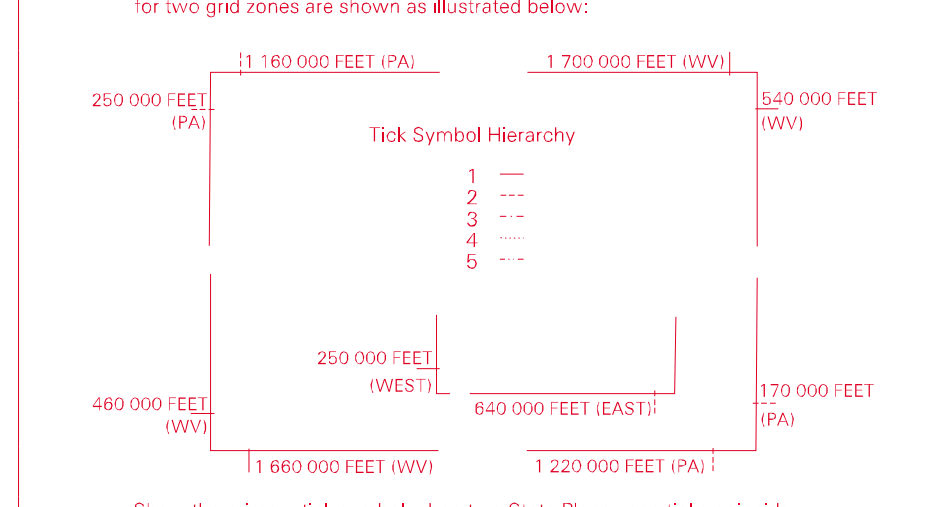 for two grid zones are shown as illustrated below:
1 160 000 FEET (PA)
1 700 000 FEET (WV)
250 000 FEET
(PA)
540 000 FEET
(WV)
Tick Symbol Hierarchy
1
2
3
4
5
250 000 FEET
(WEST)
640 000 FEET (EAST)
460 000 FEET
(WV)
170 000 FEET
(PA)
1 660 000 FEET (WV)
1 220 000 FEET (PA)